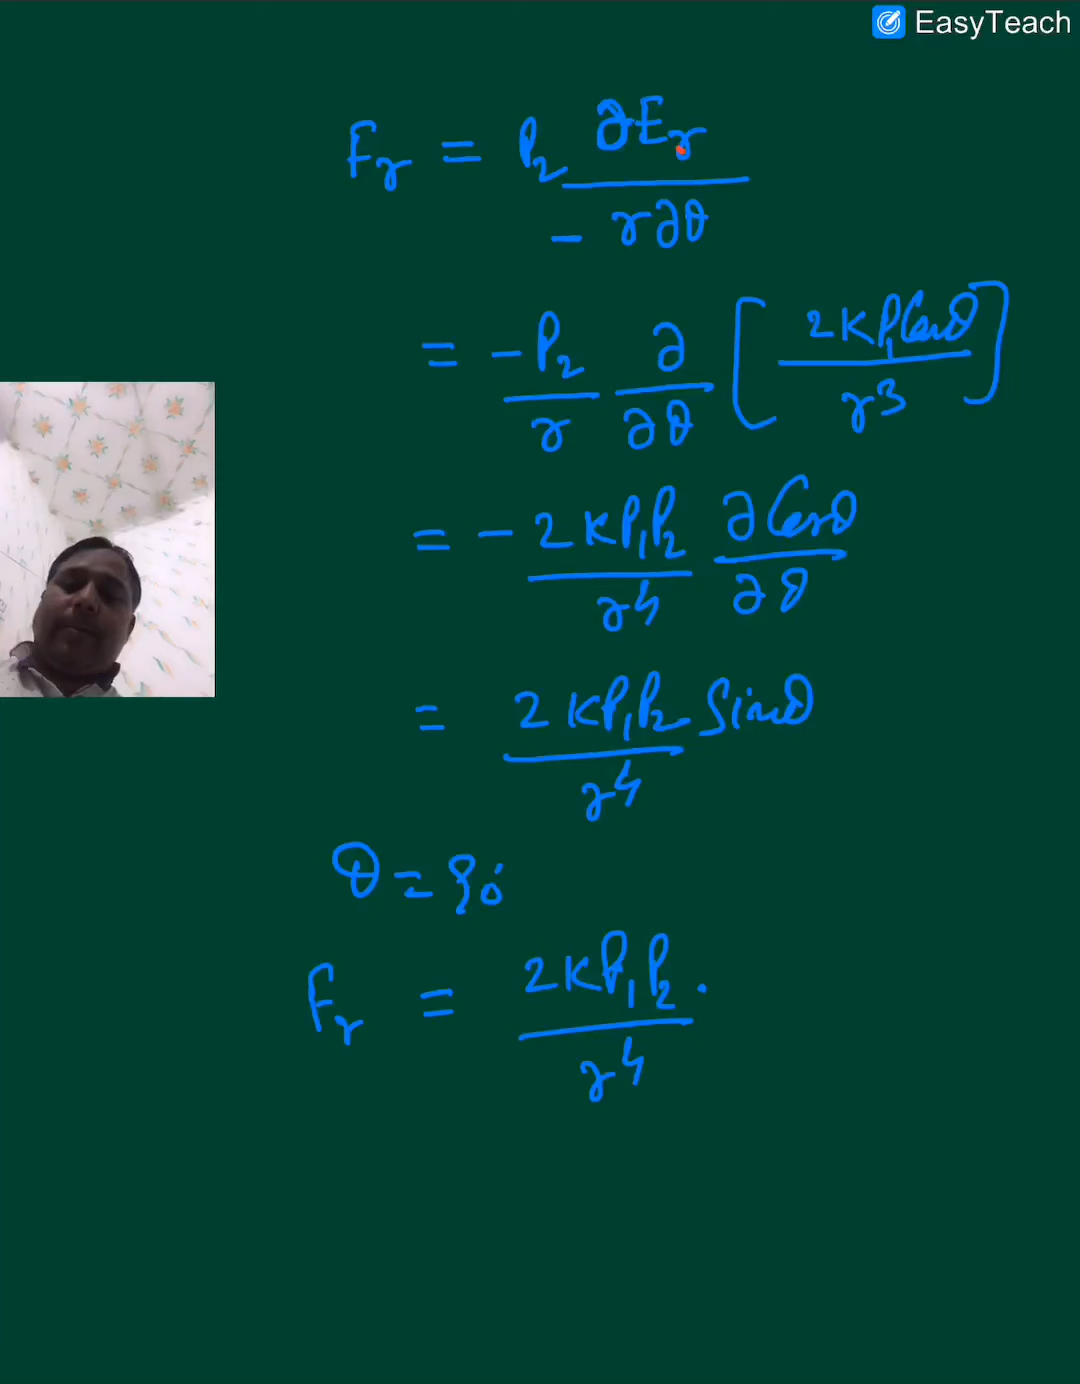 EasyTeach
Fr = P₂ ∂Er / - r∂θ
= -P₂/r ∂/∂θ [ 2KP₁Cosθ / r³ ]
= - 2KP₁P₂/r⁴ ∂Cosθ/∂θ
= 2KP₁P₂/r⁴ Sinθ
θ = 90°
Fr = 2KP₁P₂/r⁴ .